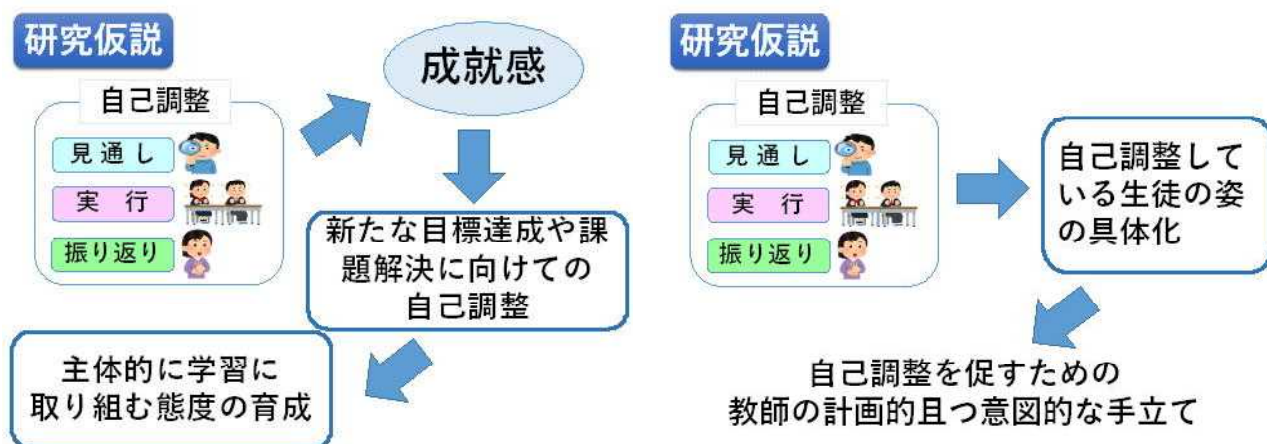 研究仮説
自己調整
見通し
実 行
振り返り
成就感
新たな目標達成や課
題解決に向けての
自己調整
主体的に学習に
取り組む態度の育成
研究仮説
自己調整
見通し
実 行
振り返り
自己調整して
いる生徒の姿
の具体化
自己調整を促すための
教師の計画的且つ意図的な手立て